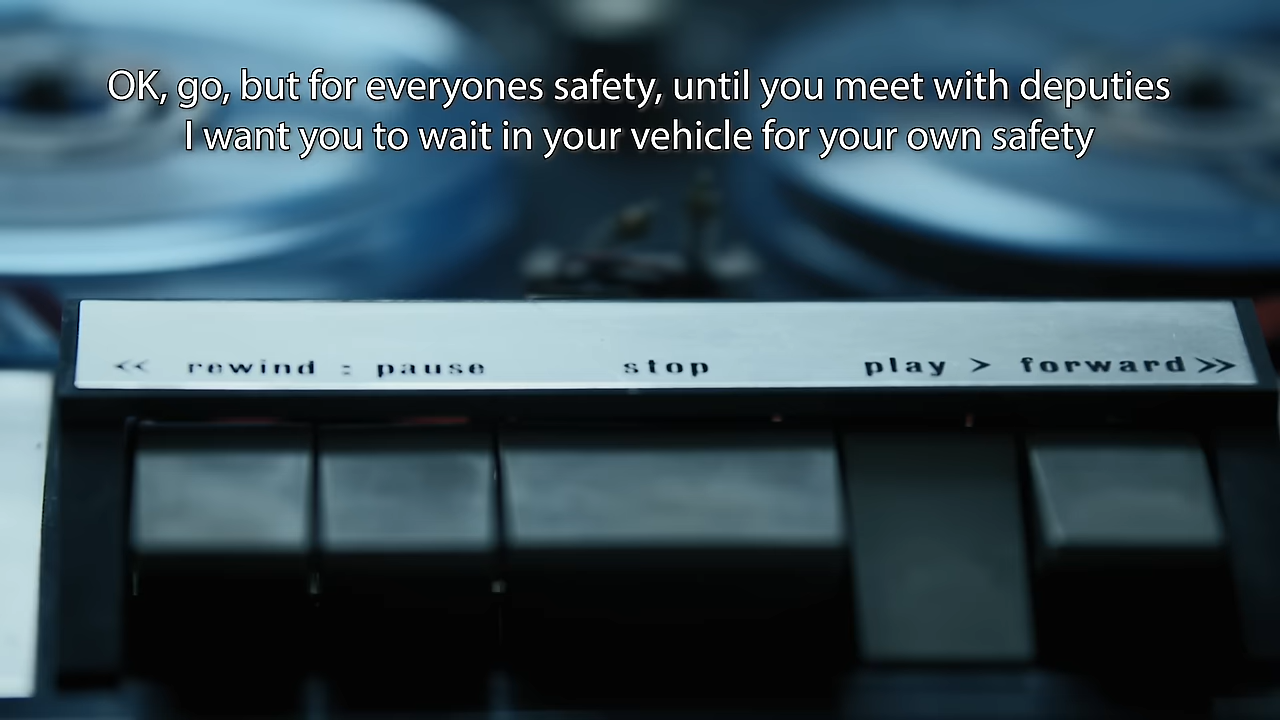 OK, go, but for everyones safety, until you meet with deputies
I want you to wait in your vehicle for your own safety
<< rewind : pause stop play > forward >>